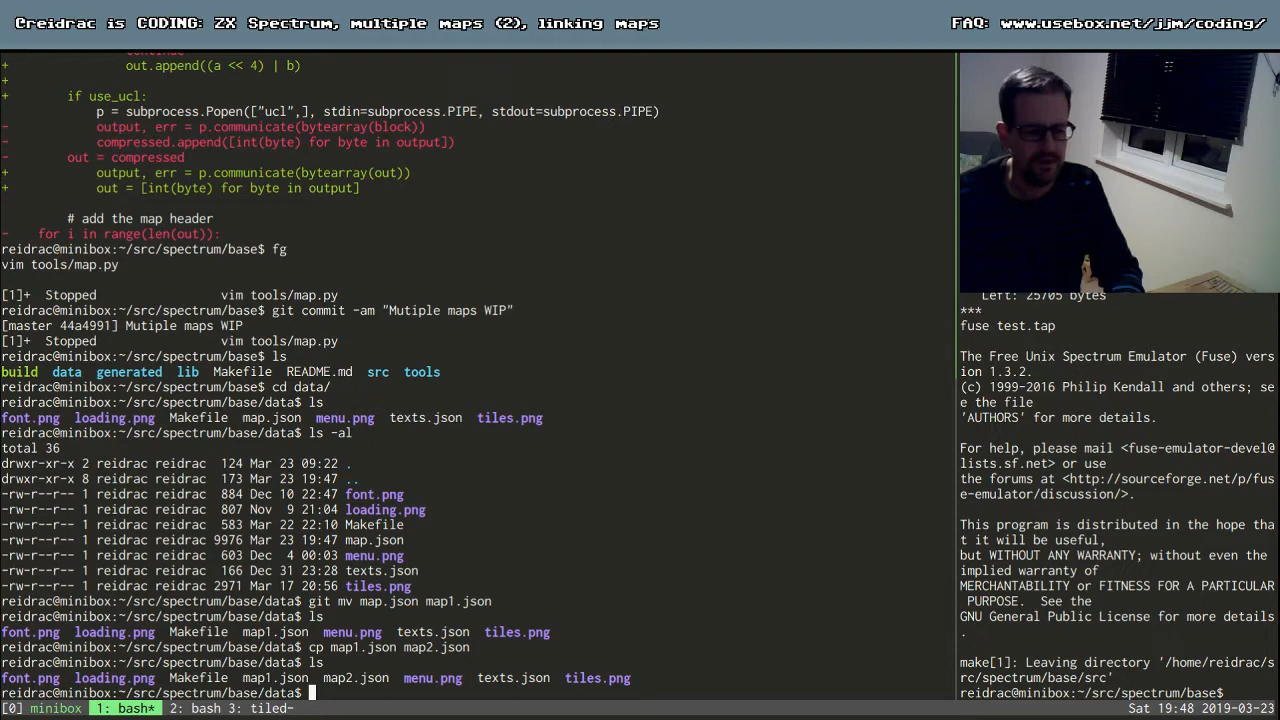 Creidrac is CODING: ZX Spectrum, multiple maps (2), linking maps
FAQ: www.usebox.net/jjm/coding/
continue
+ out.append((a << 4) | b)
+
+ if use_ucl:
p = subprocess.Popen(["ucl",], stdin=subprocess.PIPE, stdout=subprocess.PIPE)
- output, err = p.communicate(bytearray(block))
- compressed.append([int(byte) for byte in output])
- out = compressed
+ output, err = p.communicate(bytearray(out))
+ out = [int(byte) for byte in output]
# add the map header
- for i in range(len(out)):
reidrac@minibox:~/src/spectrum/base$ fg
vim tools/map.py
[1]+ Stopped vim tools/map.py
reidrac@minibox:~/src/spectrum/base$ git commit -am "Mutiple maps WIP"
[master 44a4991] Mutiple maps WIP
[1]+ Stopped vim tools/map.py
reidrac@minibox:~/src/spectrum/base$ ls
build data generated lib Makefile README.md src tools
reidrac@minibox:~/src/spectrum/base$ cd data/
reidrac@minibox:~/src/spectrum/base/data$ ls
font.png loading.png Makefile map.json menu.png texts.json tiles.png
reidrac@minibox:~/src/spectrum/base/data$ ls -al
total 36
drwxr-xr-x 2 reidrac reidrac 124 Mar 23 09:22 .
drwxr-xr-x 8 reidrac reidrac 173 Mar 23 19:47 ..
-rw-r--r-- 1 reidrac reidrac 884 Dec 10 22:47 font.png
-rw-r--r-- 1 reidrac reidrac 807 Nov 9 21:04 loading.png
-rw-r--r-- 1 reidrac reidrac 583 Mar 22 22:10 Makefile
-rw-r--r-- 1 reidrac reidrac 9976 Mar 23 19:47 map.json
-rw-r--r-- 1 reidrac reidrac 603 Dec 4 00:03 menu.png
-rw-r--r-- 1 reidrac reidrac 166 Dec 31 23:28 texts.json
-rw-r--r-- 1 reidrac reidrac 2971 Mar 17 20:56 tiles.png
reidrac@minibox:~/src/spectrum/base/data$ git mv map.json map1.json
reidrac@minibox:~/src/spectrum/base/data$ ls
font.png loading.png Makefile map1.json menu.png texts.json tiles.png
reidrac@minibox:~/src/spectrum/base/data$ cp map1.json map2.json
reidrac@minibox:~/src/spectrum/base/data$ ls
font.png loading.png Makefile map1.json map2.json menu.png texts.json tiles.png
reidrac@minibox:~/src/spectrum/base/data$
Left: 25705 bytes
***
fuse test.tap
The Free Unix Spectrum Emulator (Fuse) vers
ion 1.3.2.
(c) 1999-2016 Philip Kendall and others; se
e the file
'AUTHORS' for more details.
For help, please mail <fuse-emulator-devel@
lists.sf.net> or use
the forums at <http://sourceforge.net/p/fus
e-emulator/discussion/>.
This program is distributed in the hope tha
t it will be useful,
but WITHOUT ANY WARRANTY; without even the
implied warranty of
MERCHANTABILITY or FITNESS FOR A PARTICULAR
PURPOSE. See the
GNU General Public License for more details
.
make[1]: Leaving directory '/home/reidrac/s
rc/spectrum/base/src'
reidrac@minibox:~/src/spectrum/base$
[0] minibox 1: bash* 2: bash 3: tiled- Sat 19:48 2019-03-23